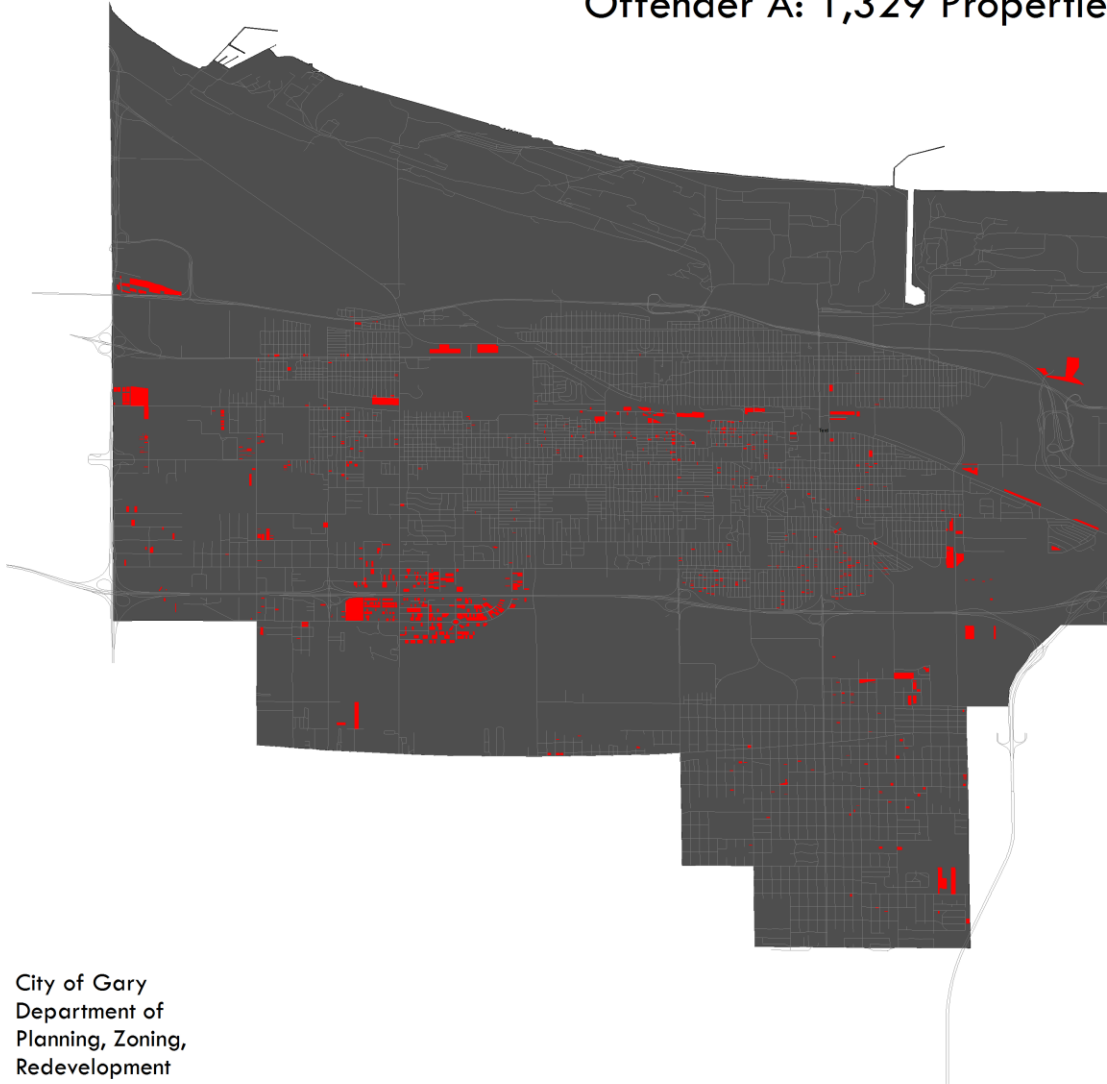 Offender A: 1,329 Propertie
City of Gary
Department of
Planning, Zoning,
Redevelopment